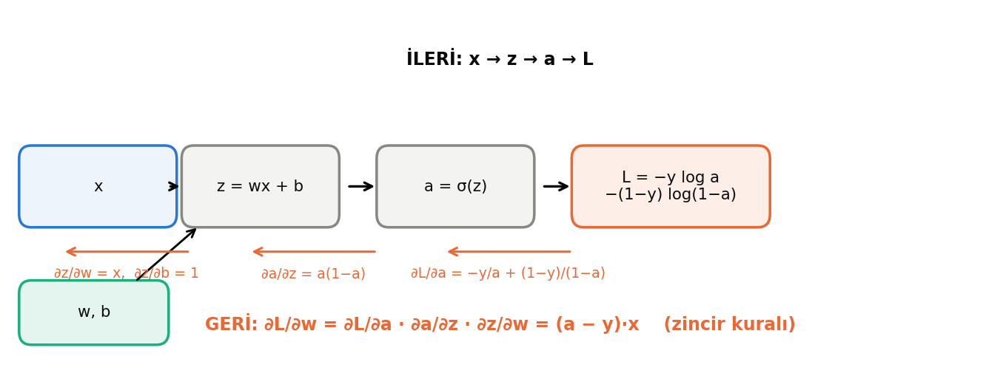 İLERİ: x → z → a → L
x
z = wx + b
a = σ(z)
L = −y log a
−(1−y) log(1−a)
∂z/∂w = x,  ∂z/∂b = 1
∂a/∂z = a(1−a)
∂L/∂a = −y/a + (1−y)/(1−a)
w, b
GERİ: ∂L/∂w = ∂L/∂a · ∂a/∂z · ∂z/∂w = (a − y)·x    (zincir kuralı)